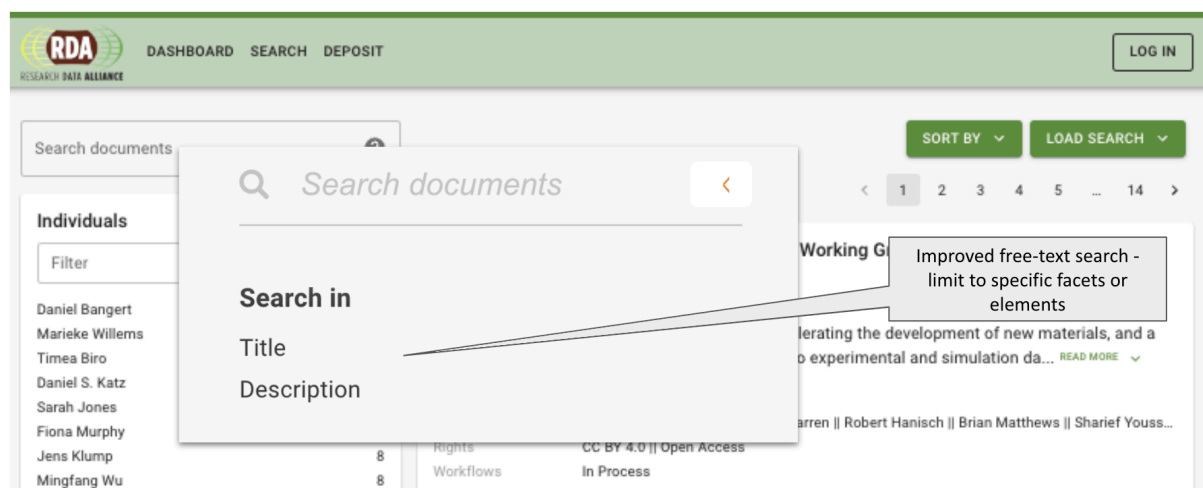 RDA
RESEARCH DATA ALLIANCE
DASHBOARD SEARCH DEPOSIT
LOG IN
Search documents
?
SORT BY
LOAD SEARCH
Search documents
< 1 2 3 4 5 ... 14 >
Individuals
Filter
Working
Improved free-text search -
limit to specific facets or
elements
Search in
Title
Description
Daniel Bangert
Marieke Willems
Timea Biro
Daniel S. Katz
Sarah Jones
Fiona Murphy
Jens Klump 8
Mingfang Wu 8
lerating the development of new materials, and a
experimental and simulation da... READ MORE
arren || Robert Hanisch || Brian Matthews || Sharief Youss...
Rights CC BY 4.0 || Open Access
Workflows In Process